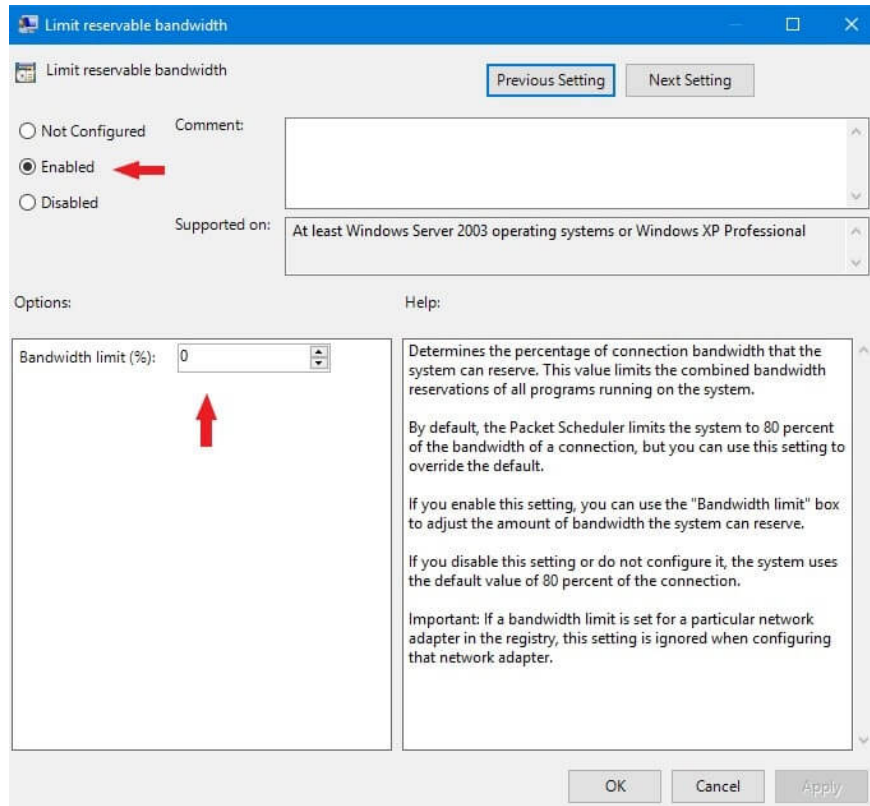 Limit reservable bandwidth
Limit reservable bandwidth
Previous Setting
Next Setting
Not Configured
Comment:
Enabled
Disabled
Supported on:
At least Windows Server 2003 operating systems or Windows XP Professional
Options:
Help:
Bandwidth limit (%):
0
Determines the percentage of connection bandwidth that the
system can reserve. This value limits the combined bandwidth
reservations of all programs running on the system.
By default, the Packet Scheduler limits the system to 80 percent
of the bandwidth of a connection, but you can use this setting to
override the default.
If you enable this setting, you can use the "Bandwidth limit" box
to adjust the amount of bandwidth the system can reserve.
If you disable this setting or do not configure it, the system uses
the default value of 80 percent of the connection.
Important: If a bandwidth limit is set for a particular network
adapter in the registry, this setting is ignored when configuring
that network adapter.
OK
Cancel
Apply